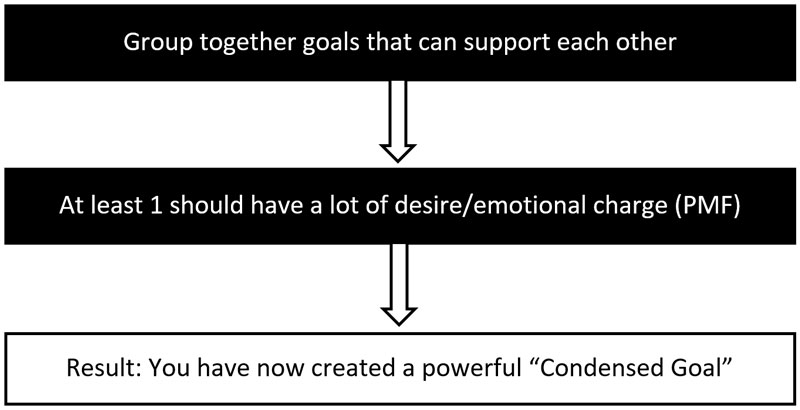 Group together goals that can support each other
At least 1 should have a lot of desire/emotional charge (PMF)
Result: You have now created a powerful “Condensed Goal”